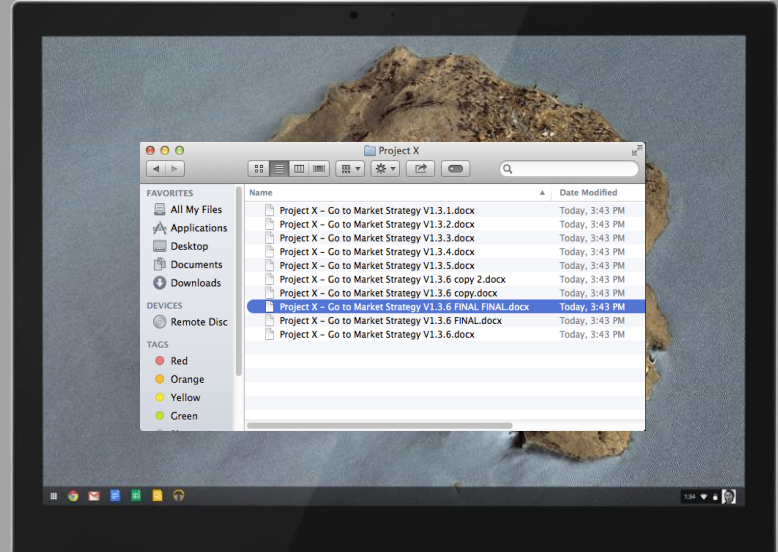 Project X
FAVORITES
Name Date Modified
All My Files
Project X – Go to Market Strategy V1.3.1.docx Today, 3:43 PM
Applications
Project X – Go to Market Strategy V1.3.2.docx Today, 3:43 PM
Project X – Go to Market Strategy V1.3.3.docx Today, 3:43 PM
Desktop
Project X – Go to Market Strategy V1.3.4.docx Today, 3:43 PM
Documents
Project X – Go to Market Strategy V1.3.5.docx Today, 3:43 PM
Downloads
Project X – Go to Market Strategy V1.3.6 copy 2.docx Today, 3:43 PM
Project X – Go to Market Strategy V1.3.6 copy.docx Today, 3:43 PM
DEVICES
Project X – Go to Market Strategy V1.3.6 FINAL FINAL.docx Today, 3:43 PM
Remote Disc
Project X – Go to Market Strategy V1.3.6 FINAL.docx Today, 3:43 PM
Project X – Go to Market Strategy V1.3.6.docx Today, 3:43 PM
TAGS
Red
Orange
Yellow
Green
1:34